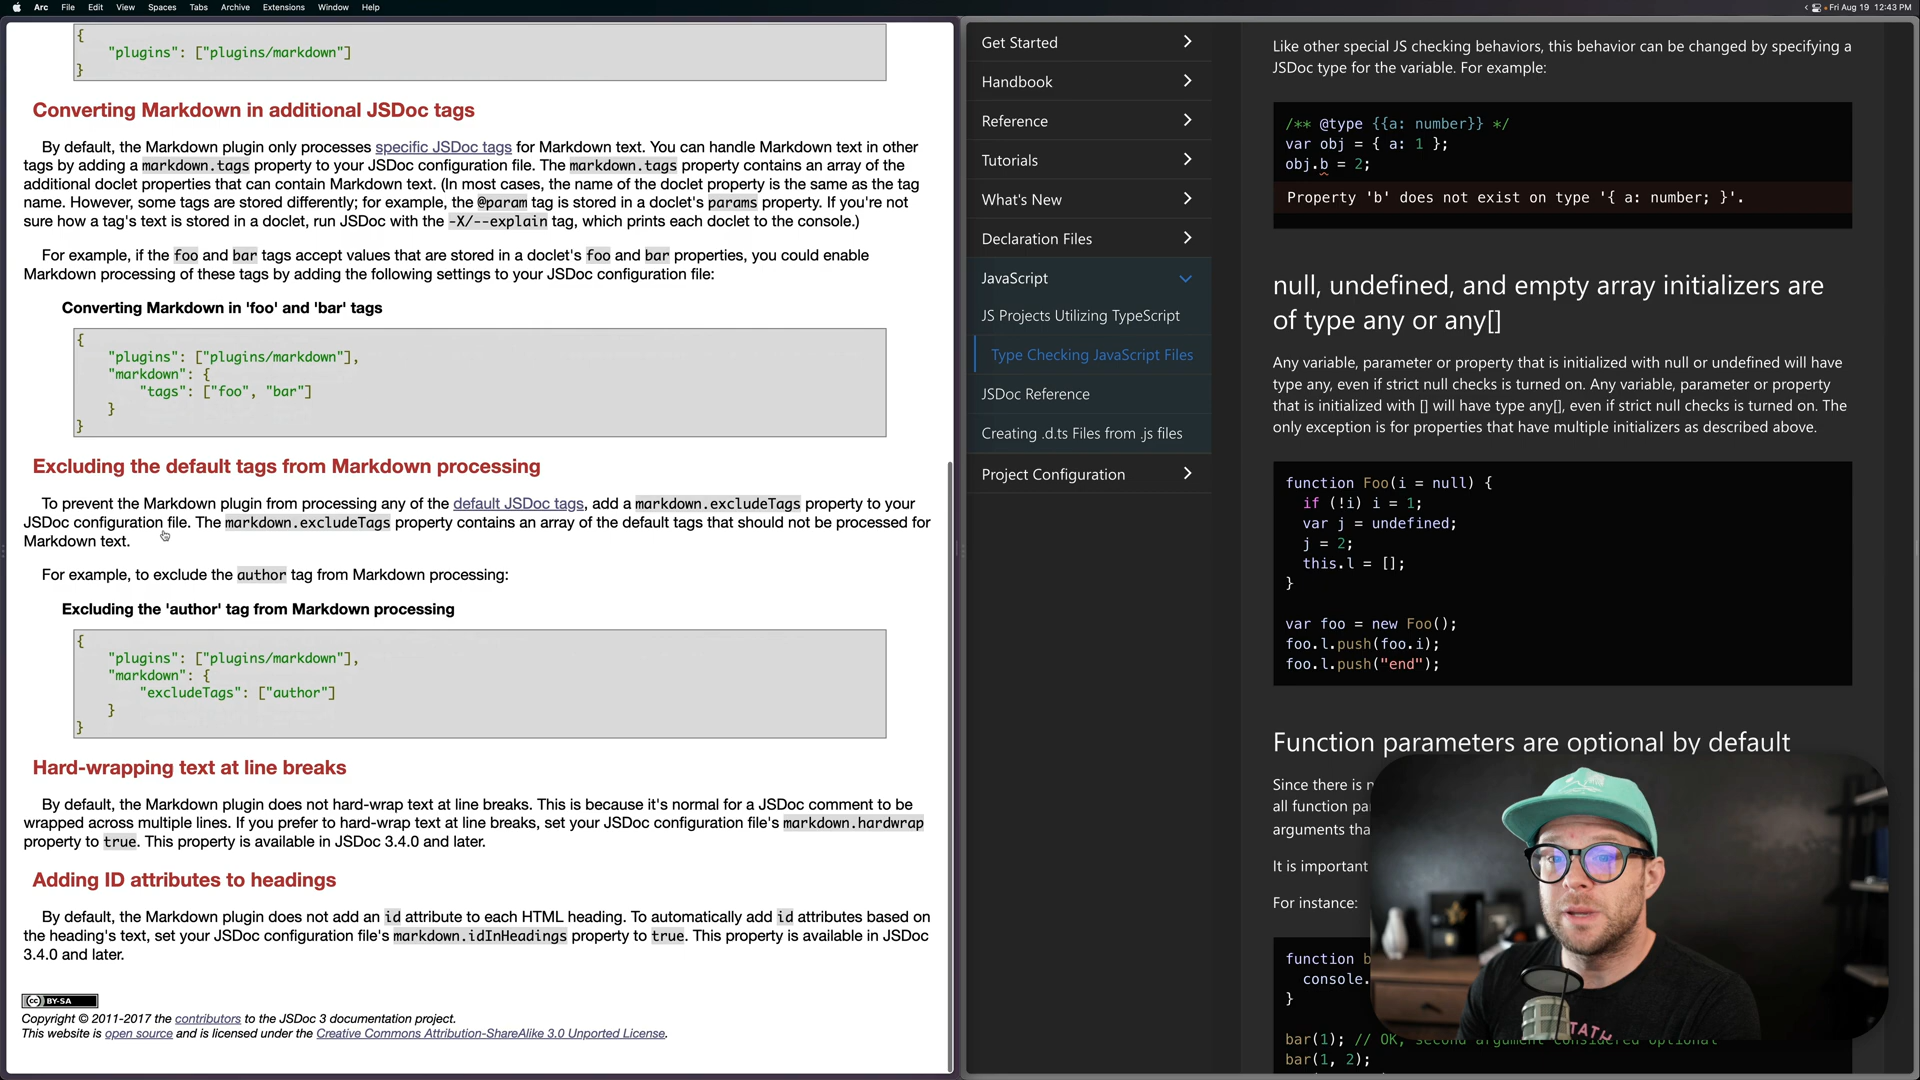 Arc File Edit View Spaces Tabs Archive Extensions Window Help
Fri Aug 19 12:43 PM
{
"plugins": ["plugins/markdown"]
}
Converting Markdown in additional JSDoc tags
By default, the Markdown plugin only processes specific JSDoc tags for Markdown text. You can handle Markdown text in other
tags by adding a markdown.tags property to your JSDoc configuration file. The markdown.tags property contains an array of the
additional doclet properties that can contain Markdown text. (In most cases, the name of the doclet property is the same as the tag
name. However, some tags are stored differently; for example, the @param tag is stored in a doclet's params property. If you're not
sure how a tag's text is stored in a doclet, run JSDoc with the -X/--explain tag, which prints each doclet to the console.)
For example, if the foo and bar tags accept values that are stored in a doclet's foo and bar properties, you could enable
Markdown processing of these tags by adding the following settings to your JSDoc configuration file:
Converting Markdown in 'foo' and 'bar' tags
{
"plugins": ["plugins/markdown"],
"markdown": {
"tags": ["foo", "bar"]
}
}
Excluding the default tags from Markdown processing
To prevent the Markdown plugin from processing any of the default JSDoc tags, add a markdown.excludeTags property to your
JSDoc configuration file. The markdown.excludeTags property contains an array of the default tags that should not be processed for
Markdown text.
For example, to exclude the author tag from Markdown processing:
Excluding the 'author' tag from Markdown processing
{
"plugins": ["plugins/markdown"],
"markdown": {
"excludeTags": ["author"]
}
}
Hard-wrapping text at line breaks
By default, the Markdown plugin does not hard-wrap text at line breaks. This is because it's normal for a JSDoc comment to be
wrapped across multiple lines. If you prefer to hard-wrap text at line breaks, set your JSDoc configuration file's markdown.hardwrap
property to true. This property is available in JSDoc 3.4.0 and later.
Adding ID attributes to headings
By default, the Markdown plugin does not add an id attribute to each HTML heading. To automatically add id attributes based on
the heading's text, set your JSDoc configuration file's markdown.idInHeadings property to true. This property is available in JSDoc
3.4.0 and later.
cc BY-SA
Copyright © 2011-2017 the contributors to the JSDoc 3 documentation project.
This website is open source and is licensed under the Creative Commons Attribution-ShareAlike 3.0 Unported License.
Get Started
Handbook
Reference
Tutorials
What's New
Declaration Files
JavaScript
JS Projects Utilizing TypeScript
Type Checking JavaScript Files
JSDoc Reference
Creating .d.ts Files from .js files
Project Configuration
Like other special JS checking behaviors, this behavior can be changed by specifying a
JSDoc type for the variable. For example:
/** @type {{a: number}} */
var obj = { a: 1 };
obj.b = 2;
Property 'b' does not exist on type '{ a: number; }'.
null, undefined, and empty array initializers are
of type any or any[]
Any variable, parameter or property that is initialized with null or undefined will have
type any, even if strict null checks is turned on. Any variable, parameter or property
that is initialized with [] will have type any[], even if strict null checks is turned on. The
only exception is for properties that have multiple initializers as described above.
function Foo(i = null) {
if (!i) i = 1;
var j = undefined;
j = 2;
this.l = [];
}
var foo = new Foo();
foo.l.push(foo.i);
foo.l.push("end");
Function parameters are optional by default
Since there is
all function
arguments
It is important
For instance:
function b
console.
}
bar(1); // OK, second argument considered optional
bar(1, 2);
TATH